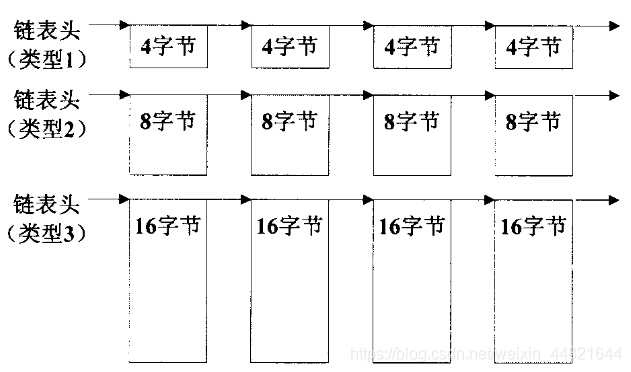 链表头
（类型1）
4字节 4字节 4字节 4字节
链表头
（类型2）
8字节 8字节 8字节 8字节
链表头
（类型3）
16字节 16字节 16字节 16字节
https://blog.csdn.net/weixin_44821644